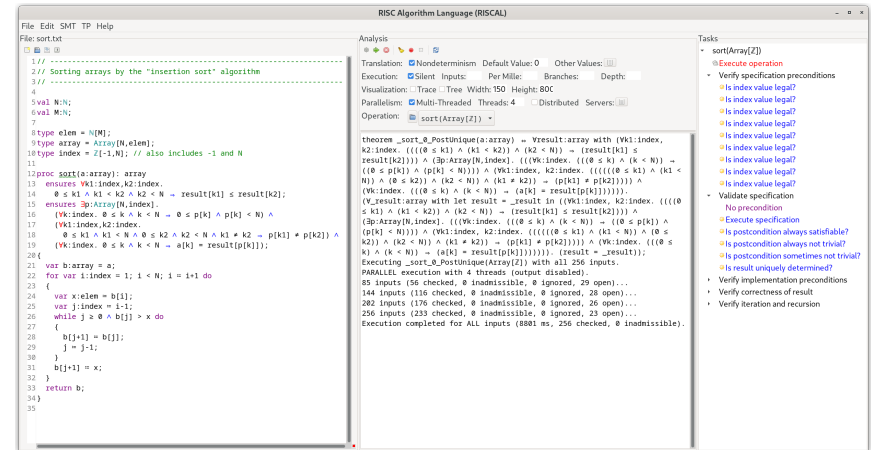 RISC Algorithm Language (RISCAL)
File Edit SMT TP Help
File: sort.txt
1 // -----------------------------------------------------------------
2 // Sorting arrays by the "insertion sort" algorithm
3 // -----------------------------------------------------------------
4
5 val N:ℕ;
6 val M:ℕ;
7
8 type elem = ℕ[M];
9 type array = Array[N,elem];
10 type index = ℤ[-1,N]; // also includes -1 and N
11
12 proc sort(a:array): array
13 ensures ∀k1:index,k2:index.
14 0 ≤ k1 ∧ k1 < k2 ∧ k2 < N ⇒ result[k1] ≤ result[k2];
15 ensures ∃p:Array[N,index].
16 (∀k:index. 0 ≤ k ∧ k < N ⇒ 0 ≤ p[k] ∧ p[k] < N) ∧
17 (∀k1:index,k2:index.
18 0 ≤ k1 ∧ k1 < N ∧ 0 ≤ k2 ∧ k2 < N ∧ k1 ≠ k2 ⇒ p[k1] ≠ p[k2]) ∧
19 (∀k:index. 0 ≤ k ∧ k < N ⇒ a[k] = result[p[k]]);
20 {
21 var b:array = a;
22 for var i:index = 1; i < N; i = i+1 do
23 {
24 var x:elem = b[i];
25 var j:index = i-1;
26 while j ≥ 0 ∧ b[j] > x do
27 {
28 b[j+1] = b[j];
29 j = j-1;
30 }
31 b[j+1] = x;
32 }
33 return b;
34 }
35
Analysis
Translation: Nondeterminism Default Value: 0 Other Values:
Execution: Silent Inputs: Per Mille: Branches: Depth:
Visualization: Trace Tree Width: 150 Height: 800
Parallelism: Multi-Threaded Threads: 4 Distributed Servers:
Operation: sort(Array[ℤ])
theorem _sort_0_PostUnique(a:array) ⇔ ∀result:array with (∀k1:index,
k2:index. ((((0 ≤ k1) ∧ (k1 < k2)) ∧ (k2 < N)) ⇒ (result[k1] ≤
result[k2]))) ∧ (∃p:Array[N,index]. (((∀k:index. (((0 ≤ k) ∧ (k < N)) ⇒
((0 ≤ p[k]) ∧ (p[k] < N)))) ∧ (∀k1:index, k2:index. ((((((0 ≤ k1) ∧ (k1 <
N)) ∧ (0 ≤ k2)) ∧ (k2 < N)) ∧ (k1 ≠ k2)) ⇒ (p[k1] ≠ p[k2])))) ∧
(∀k:index. (((0 ≤ k) ∧ (k < N)) ⇒ (a[k] = result[p[k]]))))).
(∀_result:array with let result = _result in ((∀k1:index, k2:index. ((((0
≤ k1) ∧ (k1 < k2)) ∧ (k2 < N)) ⇒ (result[k1] ≤ result[k2]))) ∧
(∃p:Array[N,index]. (((∀k:index. (((0 ≤ k) ∧ (k < N)) ⇒ ((0 ≤ p[k]) ∧
(p[k] < N)))) ∧ (∀k1:index, k2:index. ((((((0 ≤ k1) ∧ (k1 < N)) ∧ (0 ≤
k2)) ∧ (k2 < N)) ∧ (k1 ≠ k2)) ⇒ (p[k1] ≠ p[k2])))) ∧ (∀k:index. (((0 ≤
k) ∧ (k < N)) ⇒ (a[k] = result[p[k]])))))). (result = _result));
Executing _sort_0_PostUnique(Array[ℤ]) with all 256 inputs.
PARALLEL execution with 4 threads (output disabled).
85 inputs (56 checked, 0 inadmissible, 0 ignored, 29 open)...
144 inputs (116 checked, 0 inadmissible, 0 ignored, 28 open)...
202 inputs (176 checked, 0 inadmissible, 0 ignored, 26 open)...
256 inputs (233 checked, 0 inadmissible, 0 ignored, 23 open)...
Execution completed for ALL inputs (8801 ms, 256 checked, 0 inadmissible).
Tasks
sort(Array[ℤ])
Execute operation
Verify specification preconditions
Is index value legal?
Is index value legal?
Is index value legal?
Is index value legal?
Is index value legal?
Is index value legal?
Is index value legal?
Is index value legal?
Is index value legal?
Validate specification
No precondition
Execute specification
Is postcondition always satisfiable?
Is postcondition always not trivial?
Is postcondition sometimes not trivial?
Is result uniquely determined?
Verify implementation preconditions
Verify correctness of result
Verify iteration and recursion